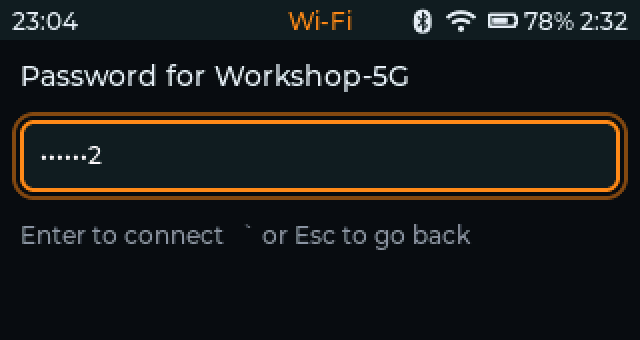 23:04 Wi-Fi 78% 2:32
Password for Workshop-5G
••••••2
Enter to connect ` or Esc to go back